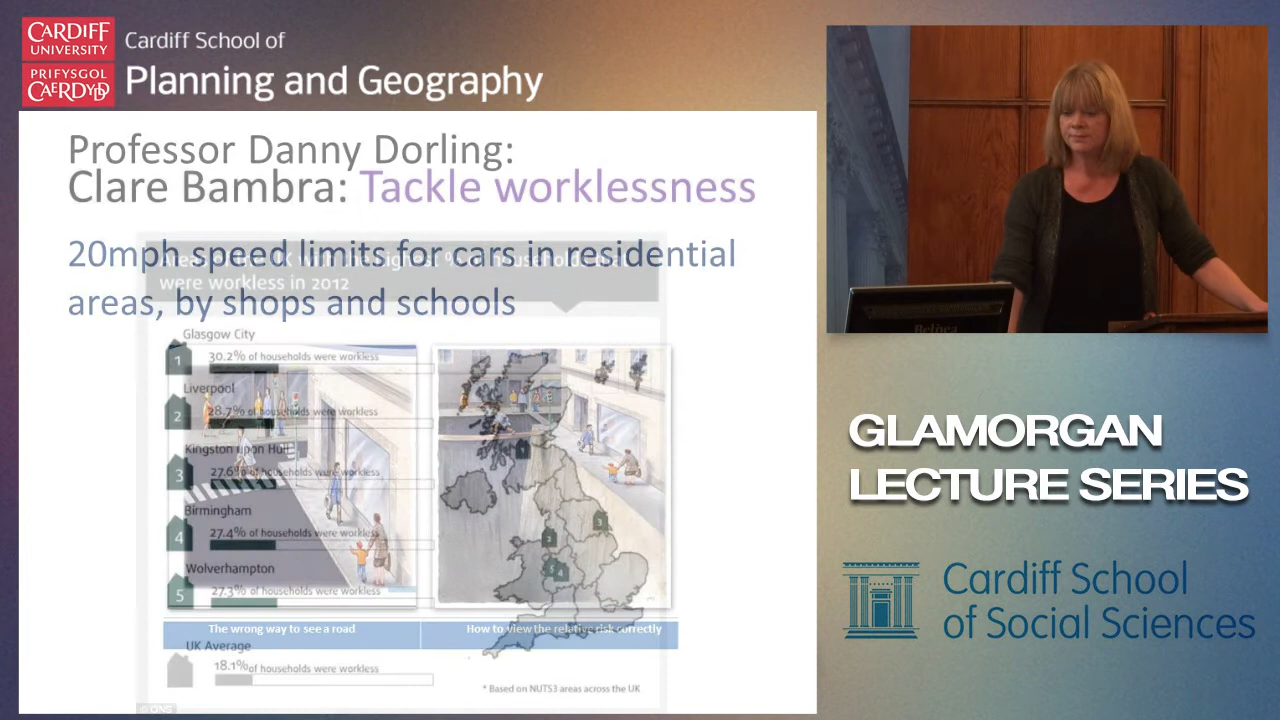 CARDIFF
UNIVERSITY
PRIFYSGOL
CAERDYDD
Cardiff School of
Planning and Geography
Professor Danny Dorling:
Clare Bambra: Tackle worklessness
20mph speed limits for cars in residential
areas, by shops and schools
were workless in 2012
Glasgow City
1
30.2% of households were workless
Liverpool
2
28.7% of households were workless
Kingston upon Hull
3
27.6% of households were workless
Birmingham
4
27.4% of households were workless
Wolverhampton
5
27.3% of households were workless
The wrong way to see a road
How to view the relative risk correctly
UK Average
18.1% of households were workless
* Based on NUTS3 areas across the UK
© ONS
GLAMORGAN
LECTURE SERIES
Cardiff School
of Social Sciences